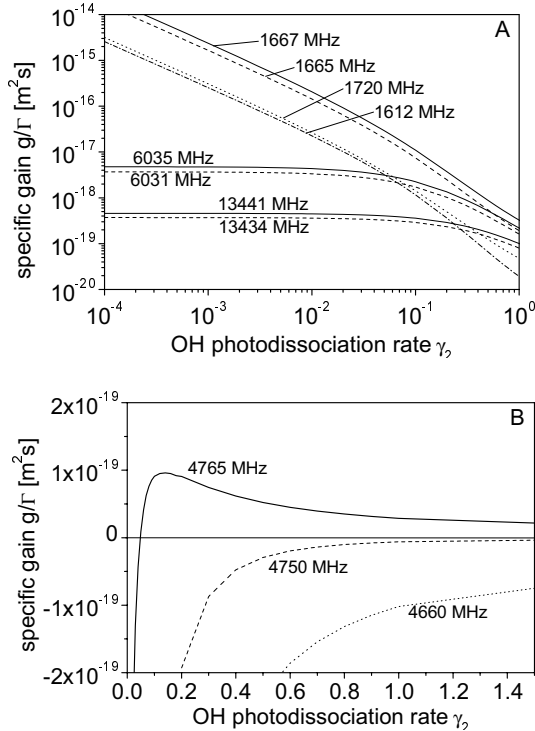 A
10⁻¹⁴
10⁻¹⁵
10⁻¹⁶
10⁻¹⁷
10⁻¹⁸
10⁻¹⁹
10⁻²⁰
specific gain g/Γ [m²s]
1667 MHz
1665 MHz
1720 MHz
1612 MHz
6035 MHz
6031 MHz
13441 MHz
13434 MHz
10⁻⁴ 10⁻³ 10⁻² 10⁻¹ 10⁰
OH photodissociation rate γ₂
B
2x10⁻¹⁹
1x10⁻¹⁹
0
-1x10⁻¹⁹
-2x10⁻¹⁹
specific gain g/Γ [m²s]
4765 MHz
4750 MHz
4660 MHz
0.0 0.2 0.4 0.6 0.8 1.0 1.2 1.4
OH photodissociation rate γ₂